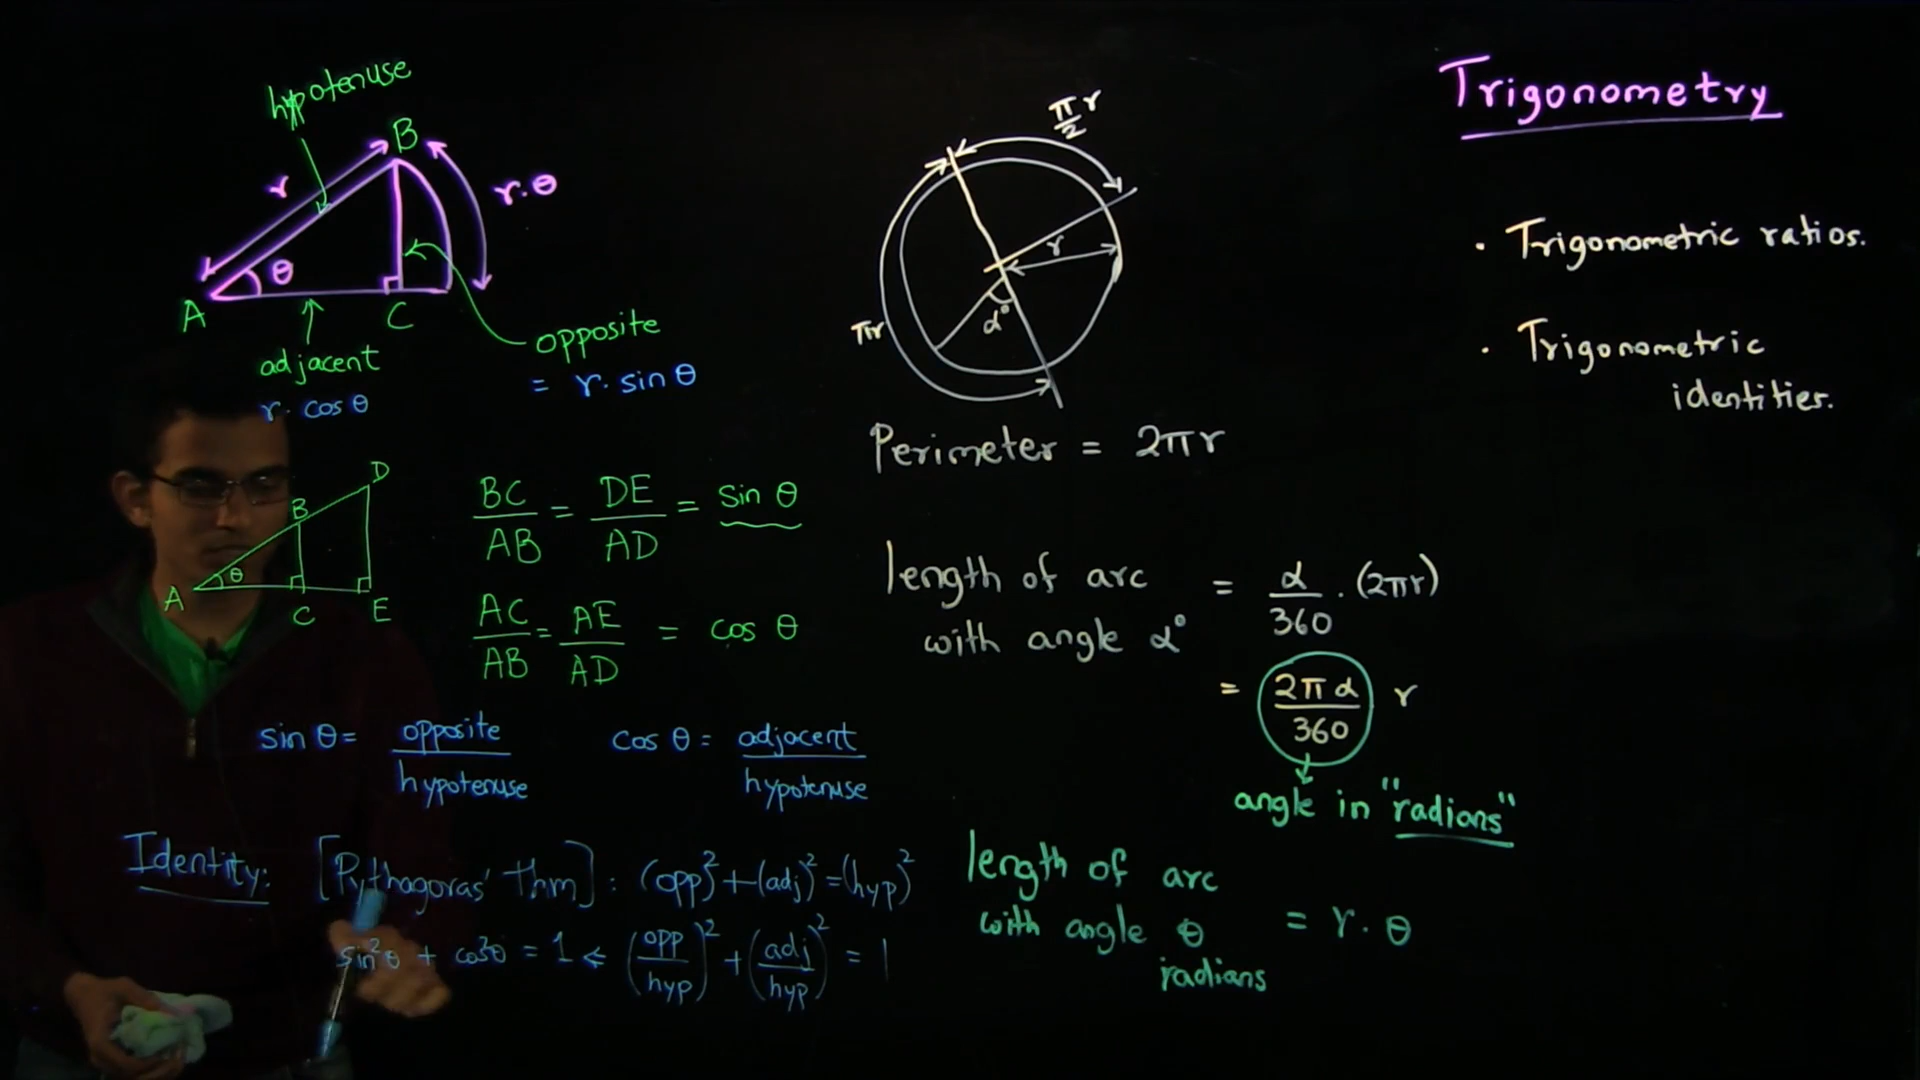 Trigonometry
· Trigonometric ratios.
· Trigonometric
identities.
hypotenuse
B
r
r·θ
θ
A
C
adjacent
r· cos θ
opposite
= r· sin θ
D
B
θ
A
C
E
BC/AB = DE/AD = sin θ
AC/AB = AE/AD = cos θ
sin θ = opposite/hypotenuse
cos θ = adjacent/hypotenuse
Identity: [Pythagoras' Thm] : (opp)² + (adj)² = (hyp)²
sin²θ + cos²θ = 1 ← (opp/hyp)² + (adj/hyp)² = 1
π/2 r
r
α°
πr
Perimeter = 2πr
length of arc
with angle α° = α/360 · (2πr)
= 2πα/360 r
angle in "radians"
length of arc
with angle θ = r· θ
radians